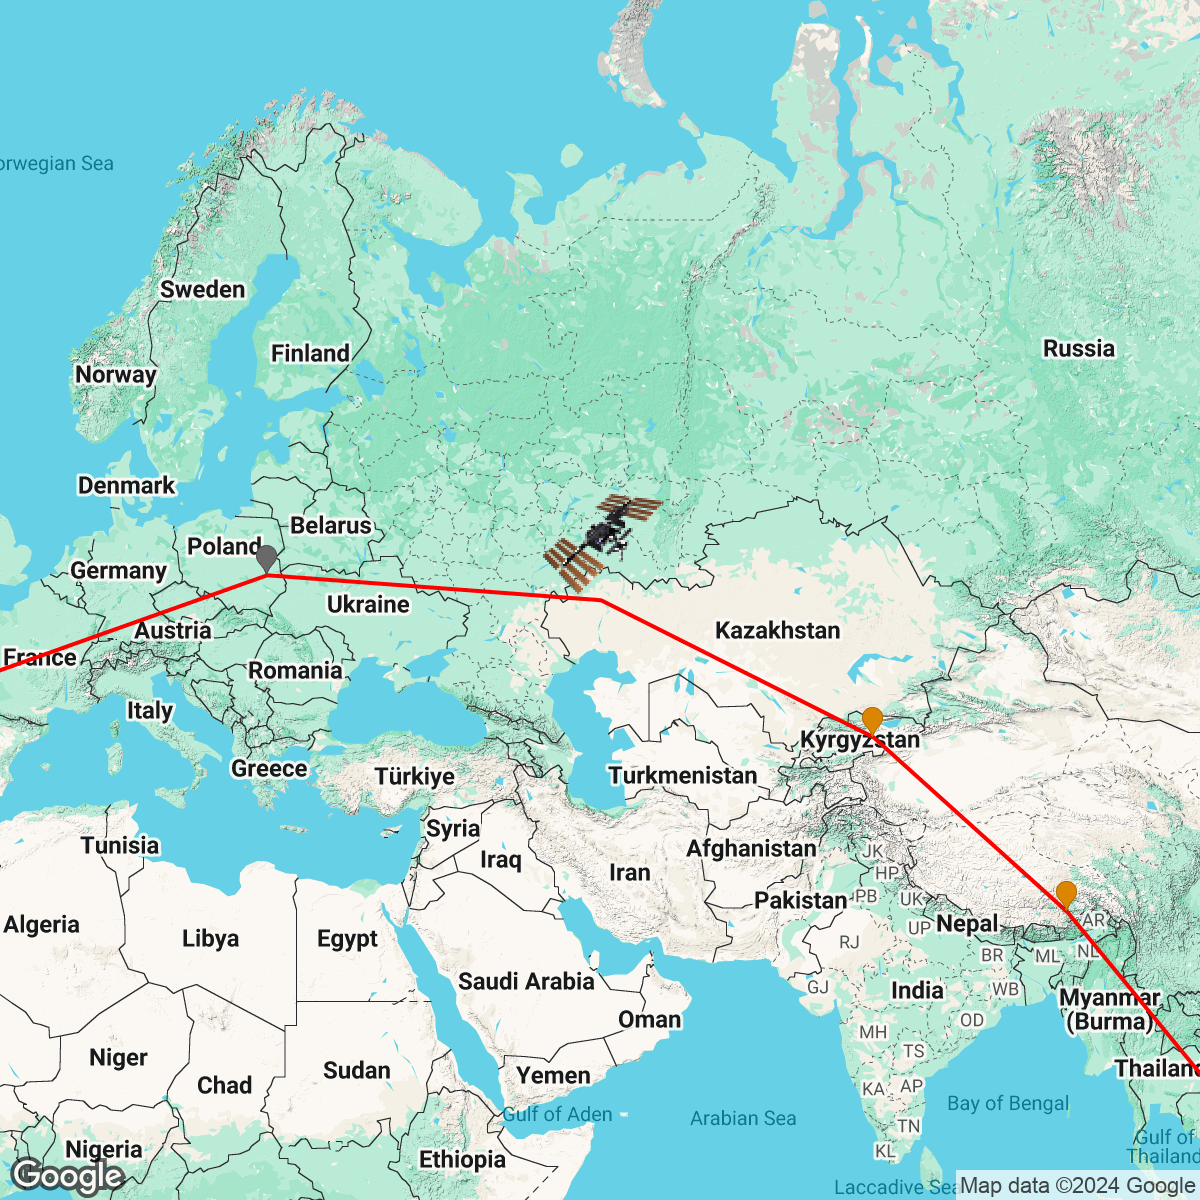 orwegian Sea
Sweden
Finland
Russia
Norway
Denmark
Belarus
Poland
Germany
Ukraine
Austria
Kazakhstan
France
Romania
Italy
Kyrgyzstan
Greece
Türkiye
Turkmenistan
Syria
Tunisia
Iraq
Afghanistan
JK
Iran
HP
Pakistan
PB
UK
Algeria
Libya
Egypt
Nepal
AR
UP
RJ
NL
BR
ML
Saudi Arabia
GJ
India
WB
Myanmar
(Burma)
Oman
OD
MH
Niger
TS
Chad
Sudan
Yemen
Thailand
KA
AP
Gulf of Aden
Arabian Sea
Bay of Bengal
TN
Nigeria
KL
Gulf of
Thailand
Ethiopia
Google
Laccadive Sea
Map data ©2024 Google